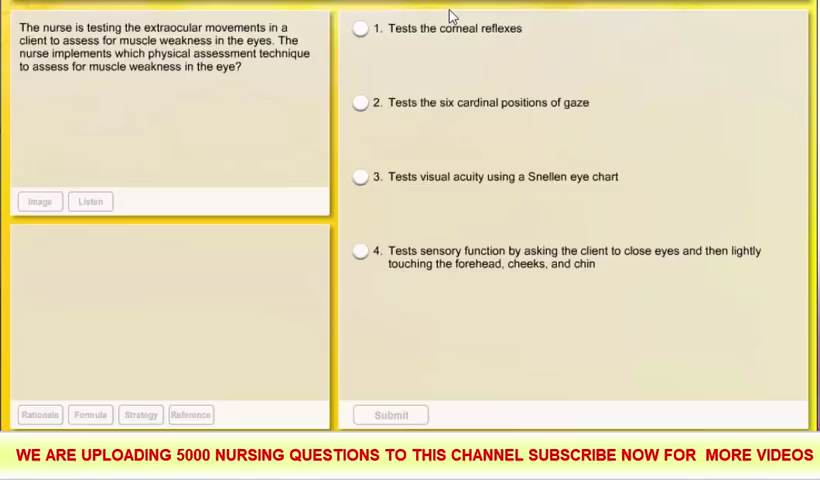 The nurse is testing the extraocular movements in a
client to assess for muscle weakness in the eyes. The
nurse implements which physical assessment technique
to assess for muscle weakness in the eye?
Image Listen
1. Tests the corneal reflexes
2. Tests the six cardinal positions of gaze
3. Tests visual acuity using a Snellen eye chart
4. Tests sensory function by asking the client to close eyes and then lightly
touching the forehead, cheeks, and chin
Rationale Formula Strategy Reference
Submit
WE ARE UPLOADING 5000 NURSING QUESTIONS TO THIS CHANNEL SUBSCRIBE NOW FOR MORE VIDEOS